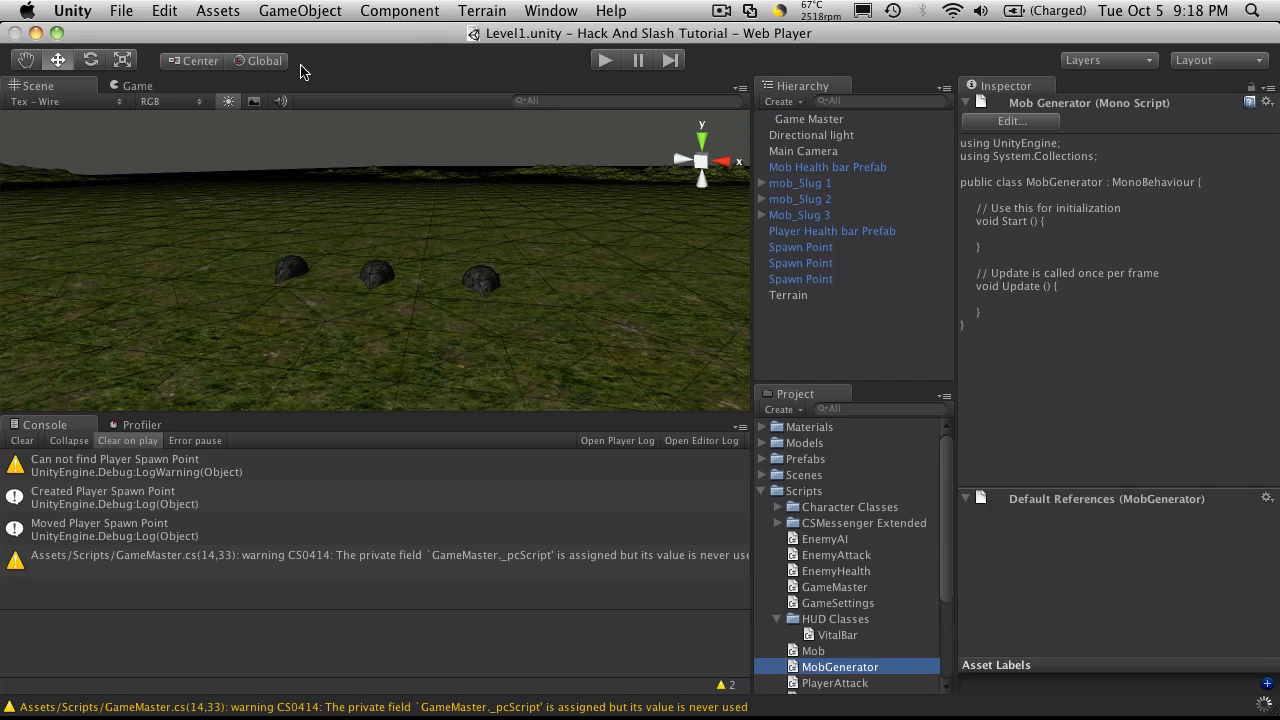 Unity File Edit Assets GameObject Component Terrain Window Help 67°C 2518rpm (Charged) Tue Oct 5 9:18 PM
Level1.unity - Hack And Slash Tutorial - Web Player
Center Global Layers Layout
Scene Game
Tex - Wire RGB All
y
x
Hierarchy
Create All
Game Master
Directional light
Main Camera
Mob Health bar Prefab
mob_Slug 1
mob_Slug 2
Mob_Slug 3
Player Health bar Prefab
Spawn Point
Spawn Point
Spawn Point
Terrain
Inspector
Mob Generator (Mono Script)
Edit...
using UnityEngine;
using System.Collections;
public class MobGenerator : MonoBehaviour {
// Use this for initialization
void Start () {
}
// Update is called once per frame
void Update () {
}
}
Default References (MobGenerator)
Asset Labels
Console Profiler
Clear Collapse Clear on play Error pause Open Player Log Open Editor Log
Can not find Player Spawn Point
UnityEngine.Debug:LogWarning(Object)
Created Player Spawn Point
UnityEngine.Debug:Log(Object)
Moved Player Spawn Point
UnityEngine.Debug:Log(Object)
Assets/Scripts/GameMaster.cs(14,33): warning CS0414: The private field `GameMaster._pcScript' is assigned but its value is never use
2
Project
Create All
Materials
Models
Prefabs
Scenes
Scripts
Character Classes
CSMessenger Extended
EnemyAI
EnemyAttack
EnemyHealth
GameMaster
GameSettings
HUD Classes
VitalBar
Mob
MobGenerator
PlayerAttack
Assets/Scripts/GameMaster.cs(14,33): warning CS0414: The private field `GameMaster._pcScript' is assigned but its value is never used